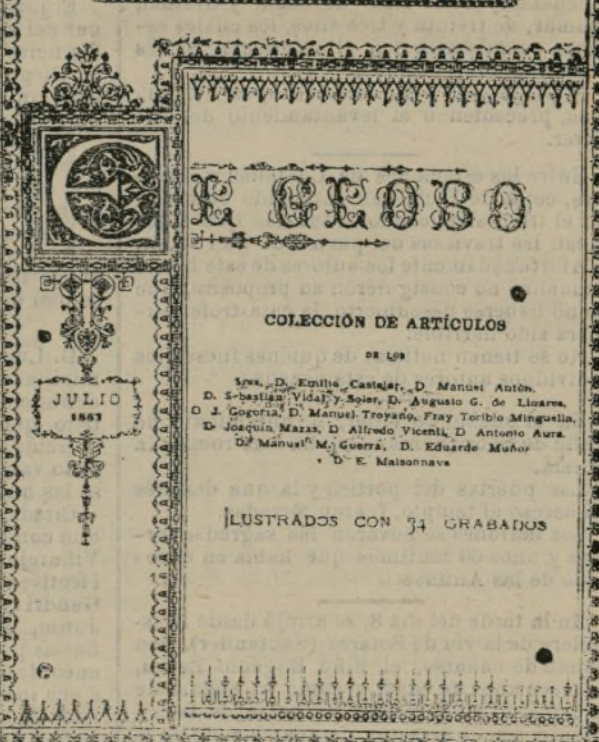 EL GLOBO
COLECCIÓN DE ARTÍCULOS
DE LOS
Sres. D. Emilio Castelar, D. Manuel Antón,
D. Sebastián Vidal y Soler, D. Augusto G. de Linares,
D J. Gogorza, D. Manuel Troyano, Fray Toribio Minguella,
D. Joaquín Mazas, D Alfredo Vicenti, D Antonio Aura.
D. Manuel M. Guerra, D. Eduardo Muñoz
y D. E. Maisonnave
ILUSTRADOS CON 34 GRABADOS
JULIO
1887